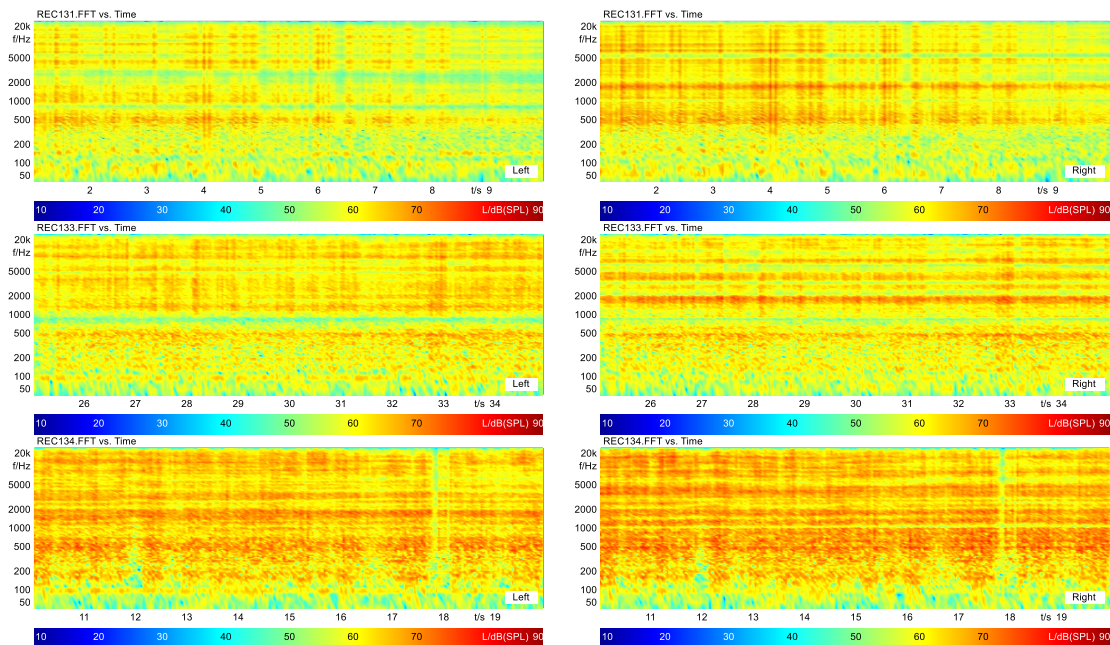 REC131.FFT vs. Time
20k
f/Hz
5000
2000
1000
500
200
100
50
Left
2 3 4 5 6 7 8 t/s 9
10 20 30 40 50 60 70 L/dB(SPL) 90
REC131.FFT vs. Time
20k
f/Hz
5000
2000
1000
500
200
100
50
Right
2 3 4 5 6 7 8 t/s 9
10 20 30 40 50 60 70 L/dB(SPL) 90
REC133.FFT vs. Time
20k
f/Hz
5000
2000
1000
500
200
100
50
Left
26 27 28 29 30 31 32 33 t/s 34
10 20 30 40 50 60 70 L/dB(SPL) 90
REC133.FFT vs. Time
20k
f/Hz
5000
2000
1000
500
200
100
50
Right
26 27 28 29 30 31 32 33 t/s 34
10 20 30 40 50 60 70 L/dB(SPL) 90
REC134.FFT vs. Time
20k
f/Hz
5000
2000
1000
500
200
100
50
Left
11 12 13 14 15 16 17 18 t/s 19
10 20 30 40 50 60 70 L/dB(SPL) 90
REC134.FFT vs. Time
20k
f/Hz
5000
2000
1000
500
200
100
50
Right
11 12 13 14 15 16 17 18 t/s 19
10 20 30 40 50 60 70 L/dB(SPL) 90